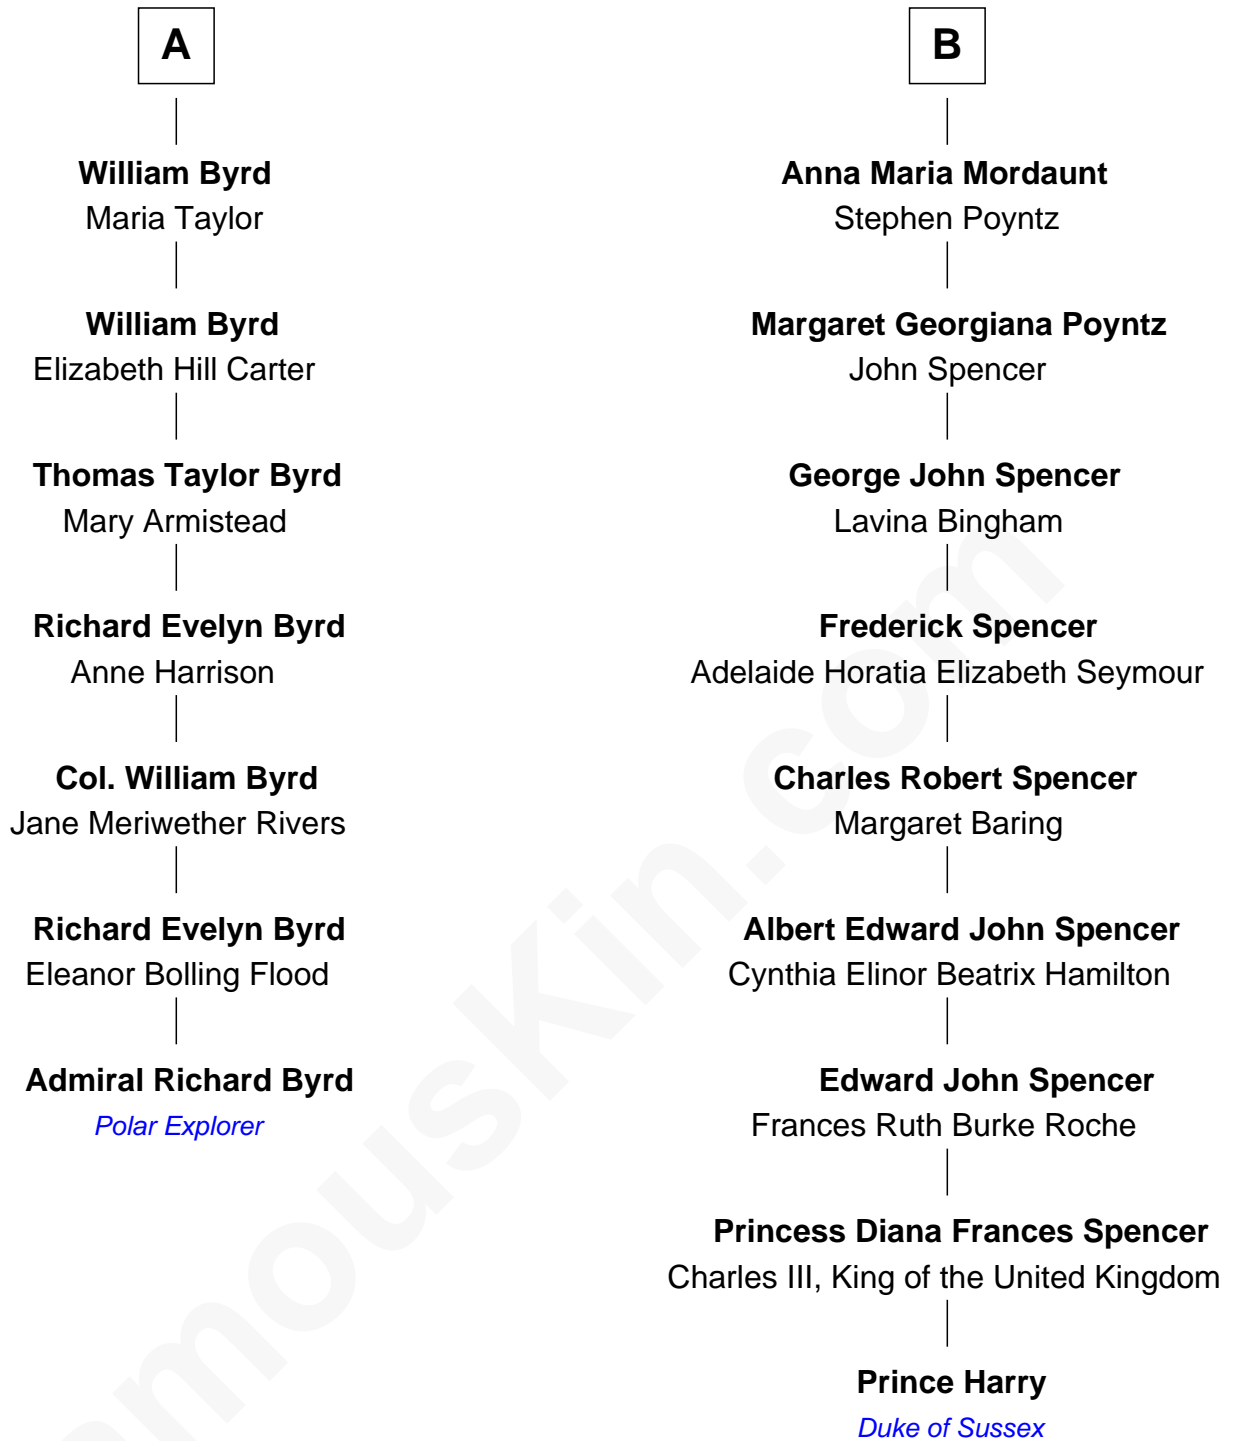 A
William Byrd
Maria Taylor
William Byrd
Elizabeth Hill Carter
Thomas Taylor Byrd
Mary Armistead
Richard Evelyn Byrd
Anne Harrison
Col. William Byrd
Jane Meriwether Rivers
Richard Evelyn Byrd
Eleanor Bolling Flood
Admiral Richard Byrd
Polar Explorer
B
Anna Maria Mordaunt
Stephen Poyntz
Margaret Georgiana Poyntz
John Spencer
George John Spencer
Lavina Bingham
Frederick Spencer
Adelaide Horatia Elizabeth Seymour
Charles Robert Spencer
Margaret Baring
Albert Edward John Spencer
Cynthia Elinor Beatrix Hamilton
Edward John Spencer
Frances Ruth Burke Roche
Princess Diana Frances Spencer
Charles III, King of the United Kingdom
Prince Harry
Duke of Sussex
amousKin.com